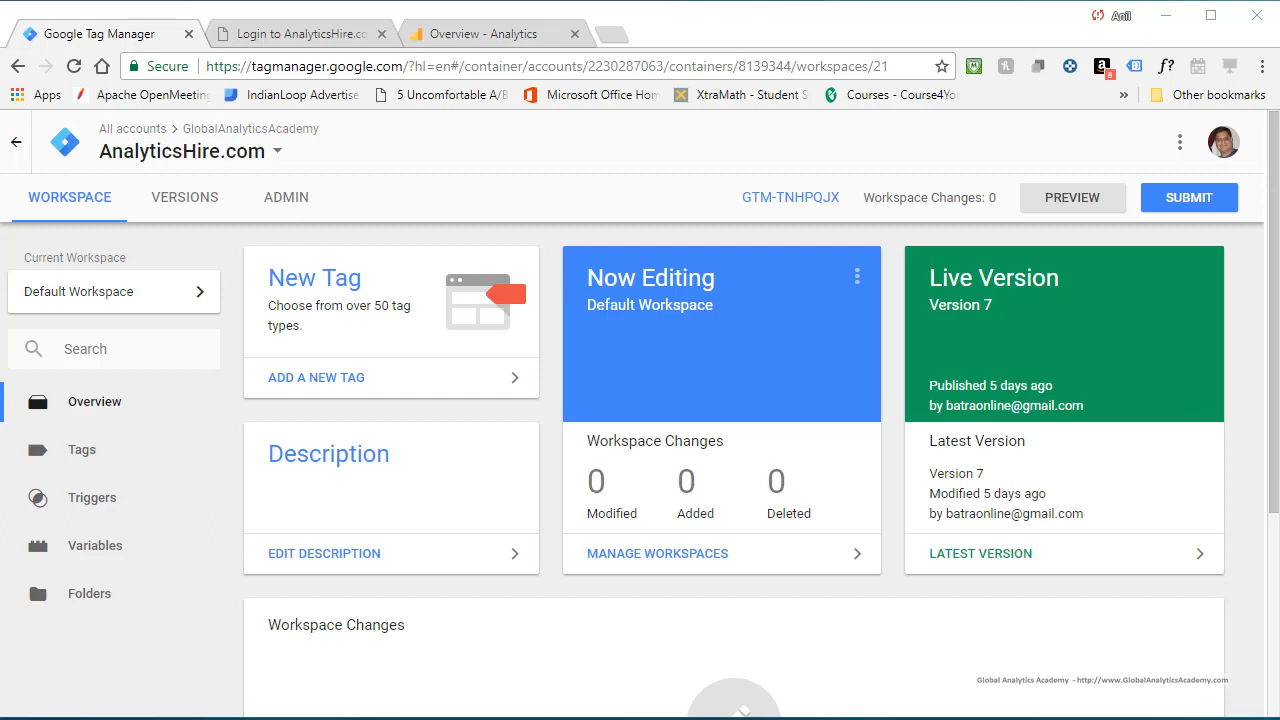 Anil
Google Tag Manager
Login to AnalyticsHire.co
Overview - Analytics
Secure
https://tagmanager.google.com/?hl=en#/container/accounts/2230287063/containers/8139344/workspaces/21
8
f?
Apps
Apache OpenMeeting
IndianLoop Advertise
5 Uncomfortable A/B
Microsoft Office Hom
XtraMath - Student S
Courses - Course4Yo
»
Other bookmarks
All accounts > GlobalAnalyticsAcademy
AnalyticsHire.com
WORKSPACE
VERSIONS
ADMIN
GTM-TNHPQJX
Workspace Changes: 0
PREVIEW
SUBMIT
Current Workspace
Default Workspace
Search
Overview
Tags
Triggers
Variables
Folders
New Tag
Choose from over 50 tag
types.
ADD A NEW TAG
Description
EDIT DESCRIPTION
Now Editing
Default Workspace
Workspace Changes
0 0 0
Modified Added Deleted
MANAGE WORKSPACES
Live Version
Version 7
Published 5 days ago
by batraonline@gmail.com
Latest Version
Version 7
Modified 5 days ago
by batraonline@gmail.com
LATEST VERSION
Workspace Changes
Global Analytics Academy - http://www.GlobalAnalyticsAcademy.com